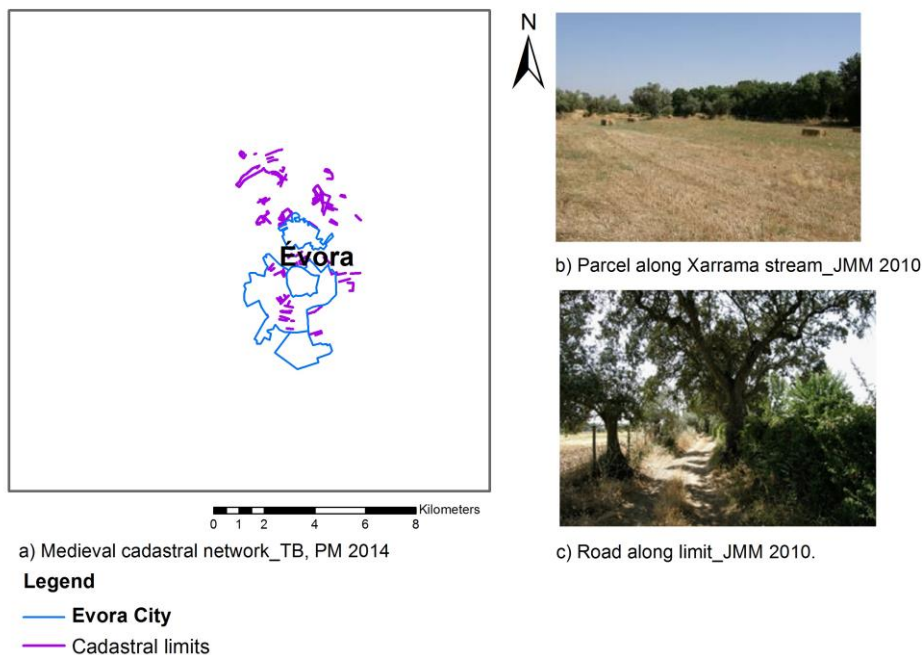 N
Évora
Kilometers
0 1 2 4 6 8
a) Medieval cadastral network_TB, PM 2014
Legend
Evora City
Cadastral limits
b) Parcel along Xarrama stream_JMM 2010
c) Road along limit_JMM 2010.